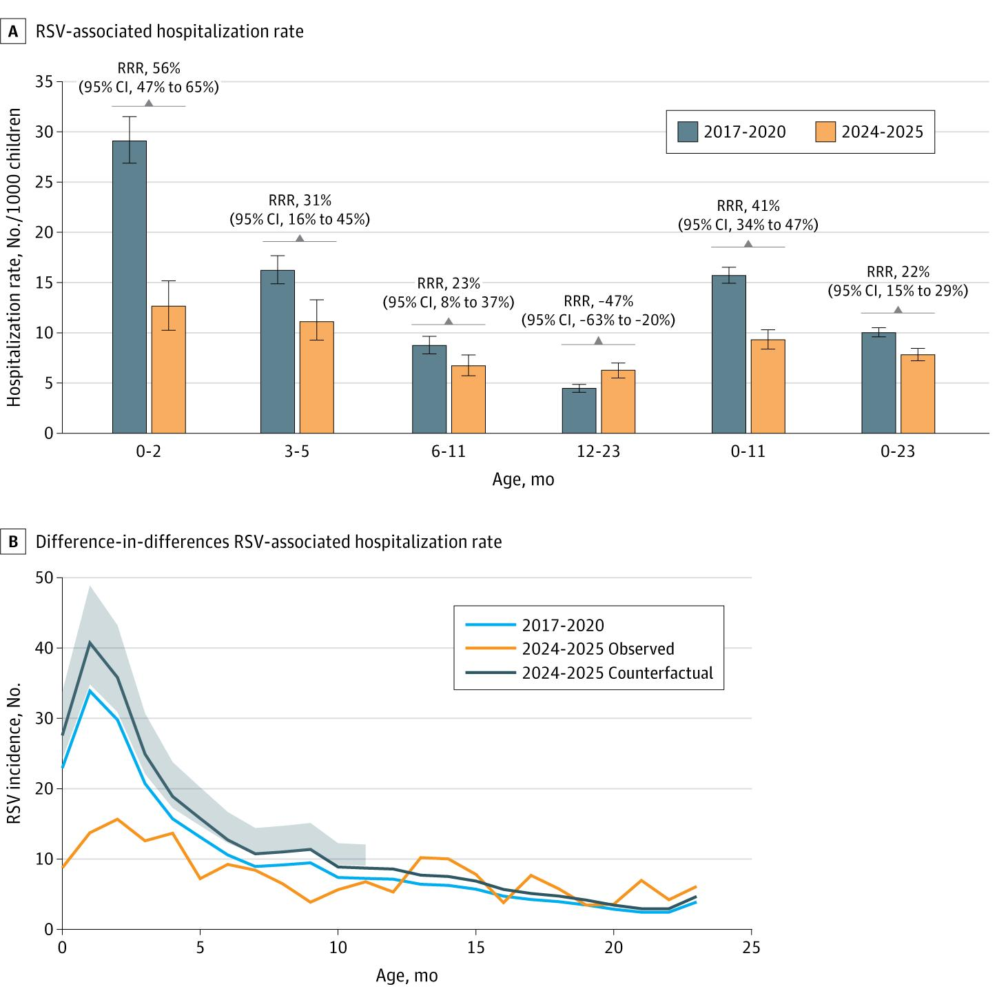 A RSV-associated hospitalization rate
Hospitalization rate, No./1000 children
35
30
25
20
15
10
5
0
RRR, 56%
(95% CI, 47% to 65%)
RRR, 31%
(95% CI, 16% to 45%)
RRR, 23%
(95% CI, 8% to 37%)
RRR, -47%
(95% CI, -63% to -20%)
RRR, 41%
(95% CI, 34% to 47%)
RRR, 22%
(95% CI, 15% to 29%)
2017-2020 2024-2025
0-2 3-5 6-11 12-23 0-11 0-23
Age, mo
B Difference-in-differences RSV-associated hospitalization rate
RSV incidence, No.
50
40
30
20
10
0
2017-2020
2024-2025 Observed
2024-2025 Counterfactual
0 5 10 15 20 25
Age, mo